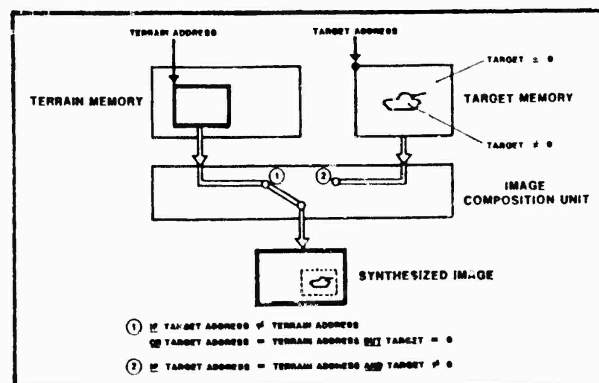 TERRAIN ADDRESS
TARGET ADDRESS
TARGET = 0
TERRAIN MEMORY
TARGET MEMORY
TARGET ≠ 0
1
2
IMAGE
COMPOSITION UNIT
SYNTHESIZED IMAGE
1 IF TARGET ADDRESS ≠ TERRAIN ADDRESS
OR TARGET ADDRESS = TERRAIN ADDRESS BUT TARGET = 0
2 IF TARGET ADDRESS = TERRAIN ADDRESS AND TARGET ≠ 0